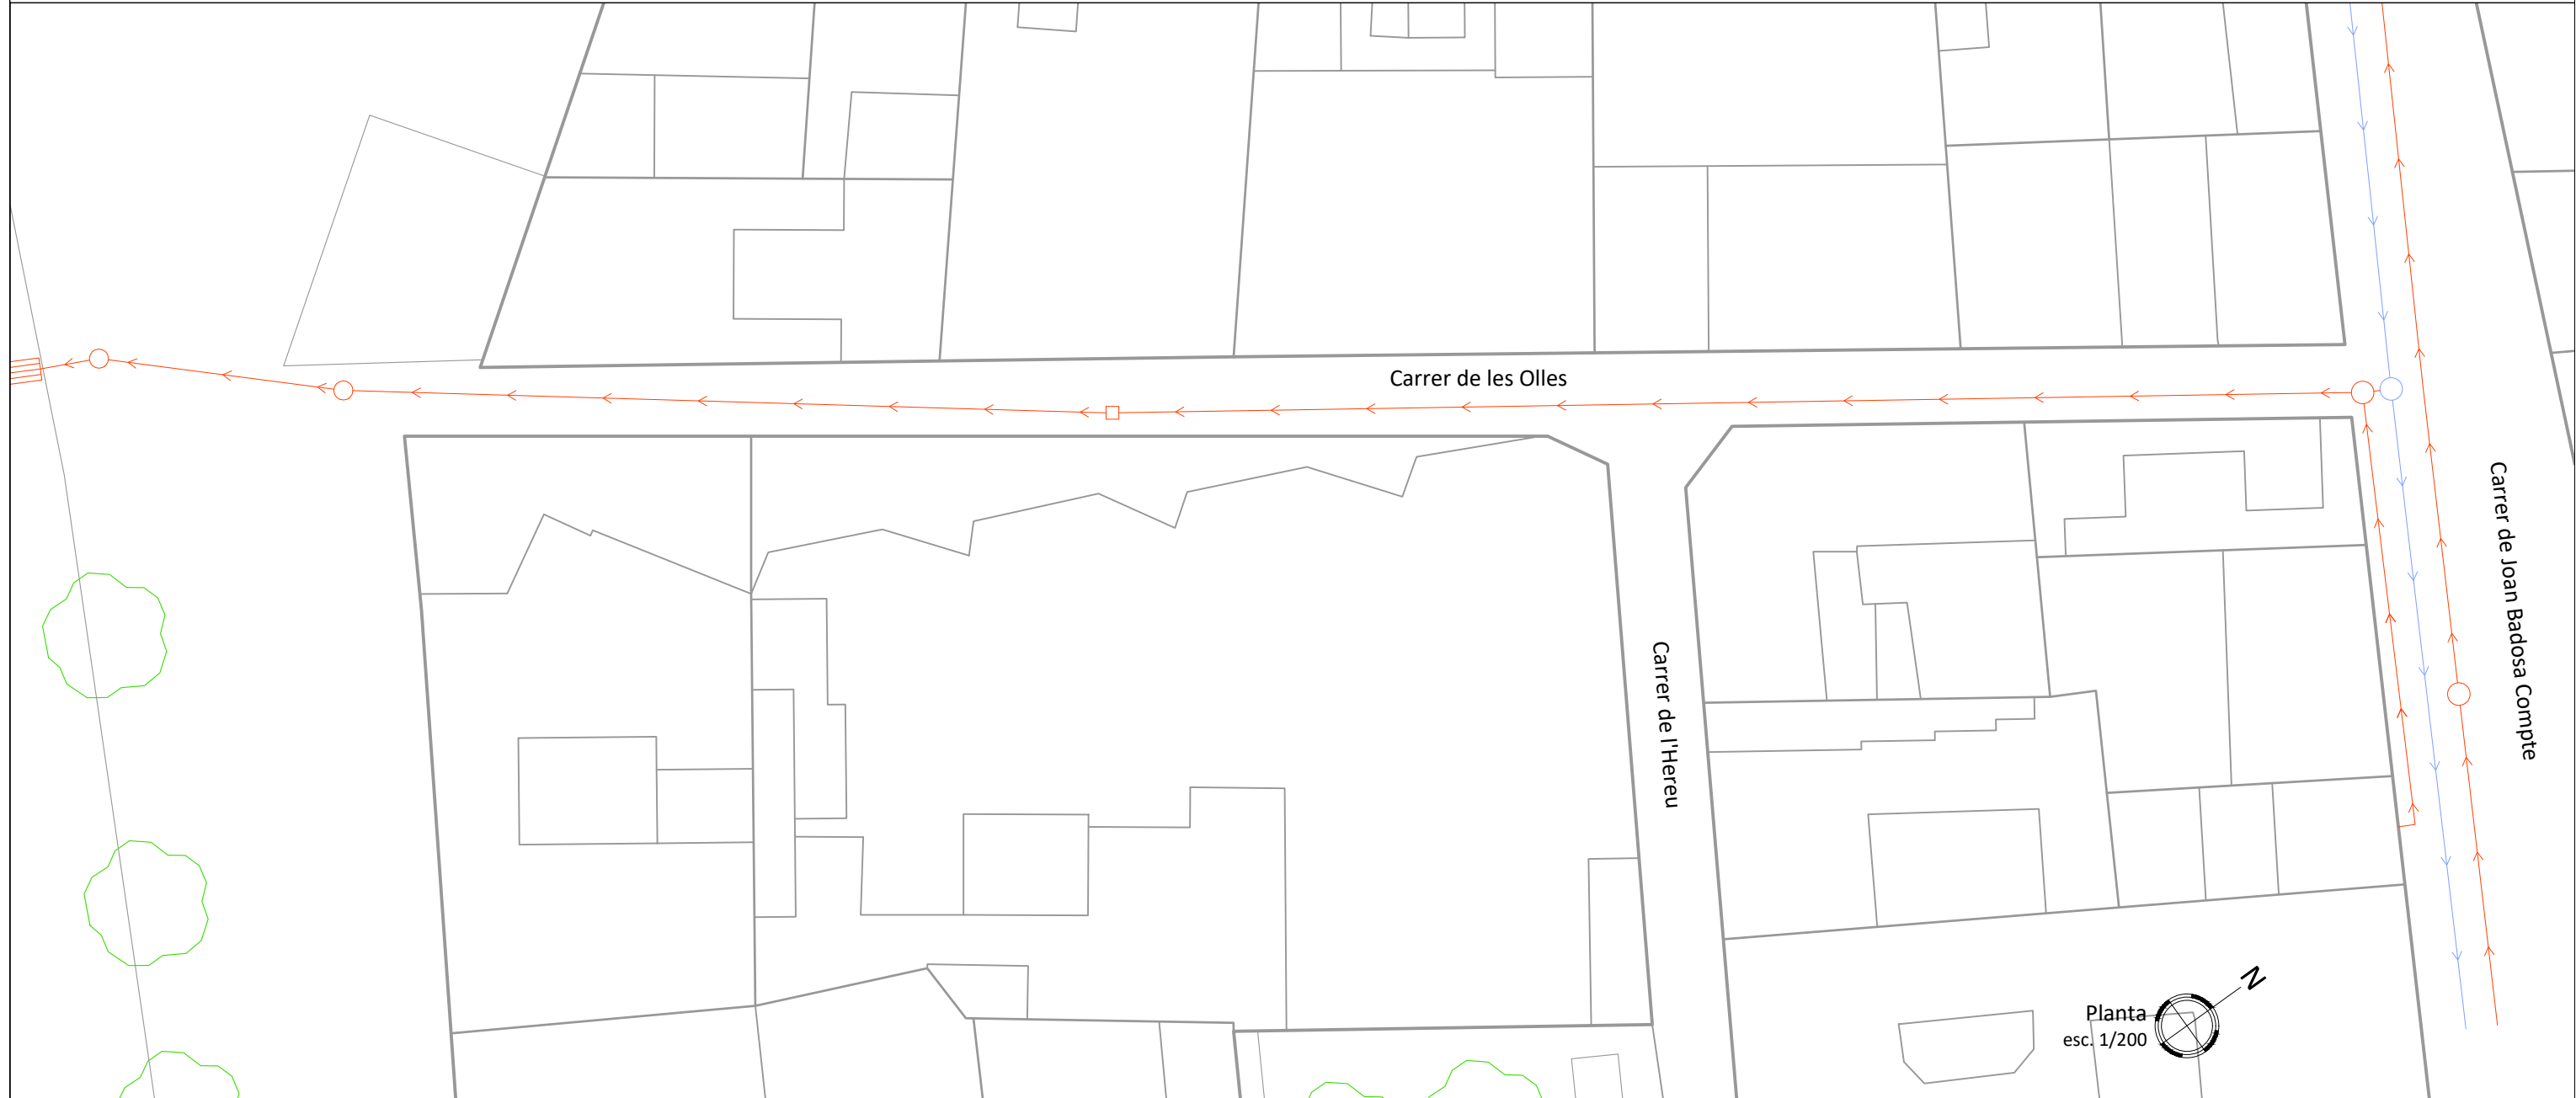 Carrer de les Olles
Carrer de Joan Badosa Compte
Carrer de l'Hereu
N
Planta
esc. 1/200